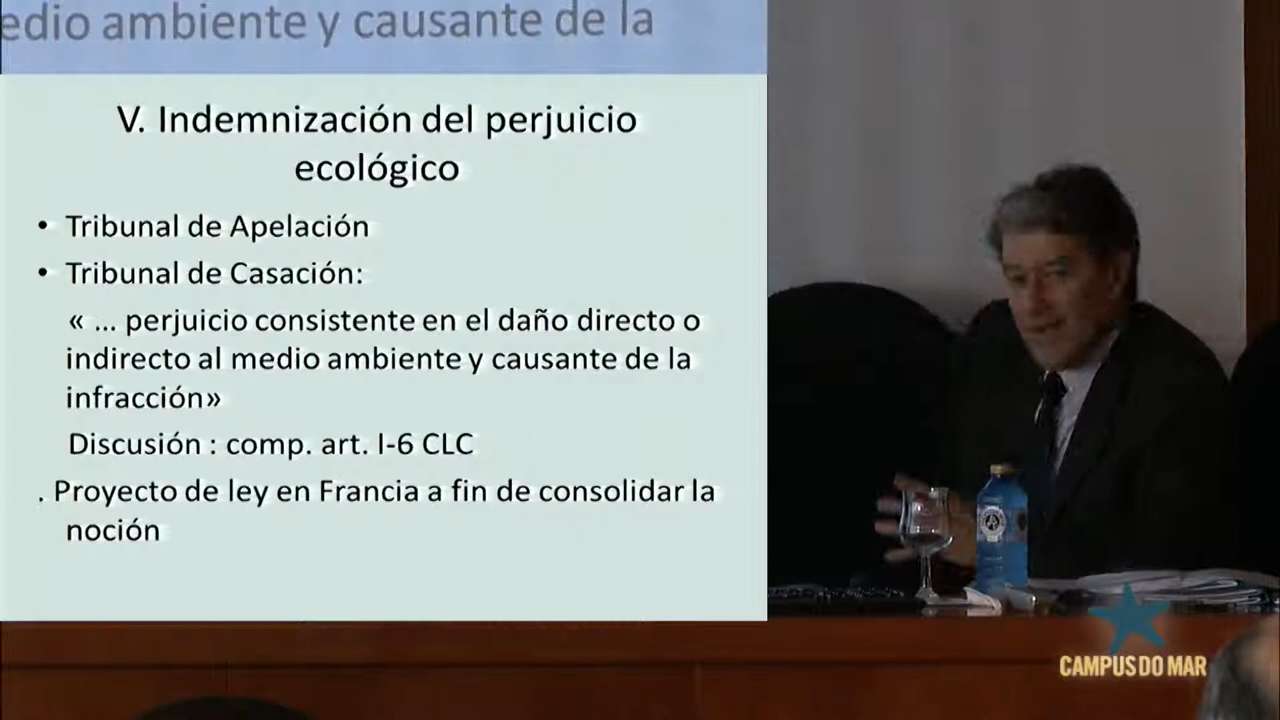 edio ambiente y causante de la
V. Indemnización del perjuicio
ecológico
• Tribunal de Apelación
• Tribunal de Casación:
« ... perjuicio consistente en el daño directo o
indirecto al medio ambiente y causante de la
infracción»
Discusión : comp. art. I-6 CLC
. Proyecto de ley en Francia a fin de consolidar la
noción
CAMPUS DO MAR